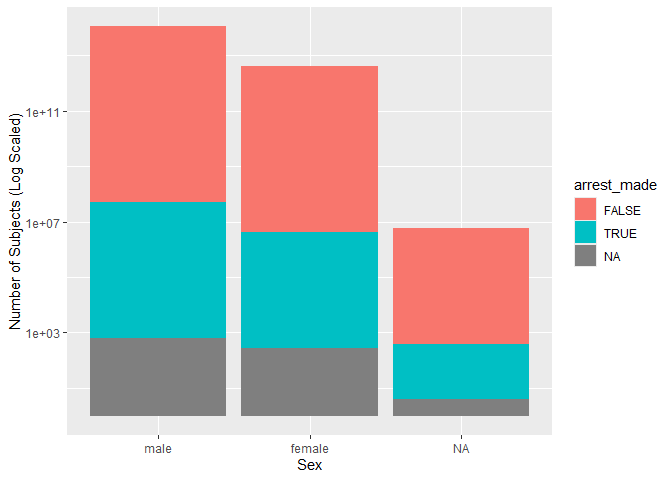 Number of Subjects (Log Scaled)
1e+11
1e+07
1e+03
male female NA
Sex
arrest_made
FALSE
TRUE
NA